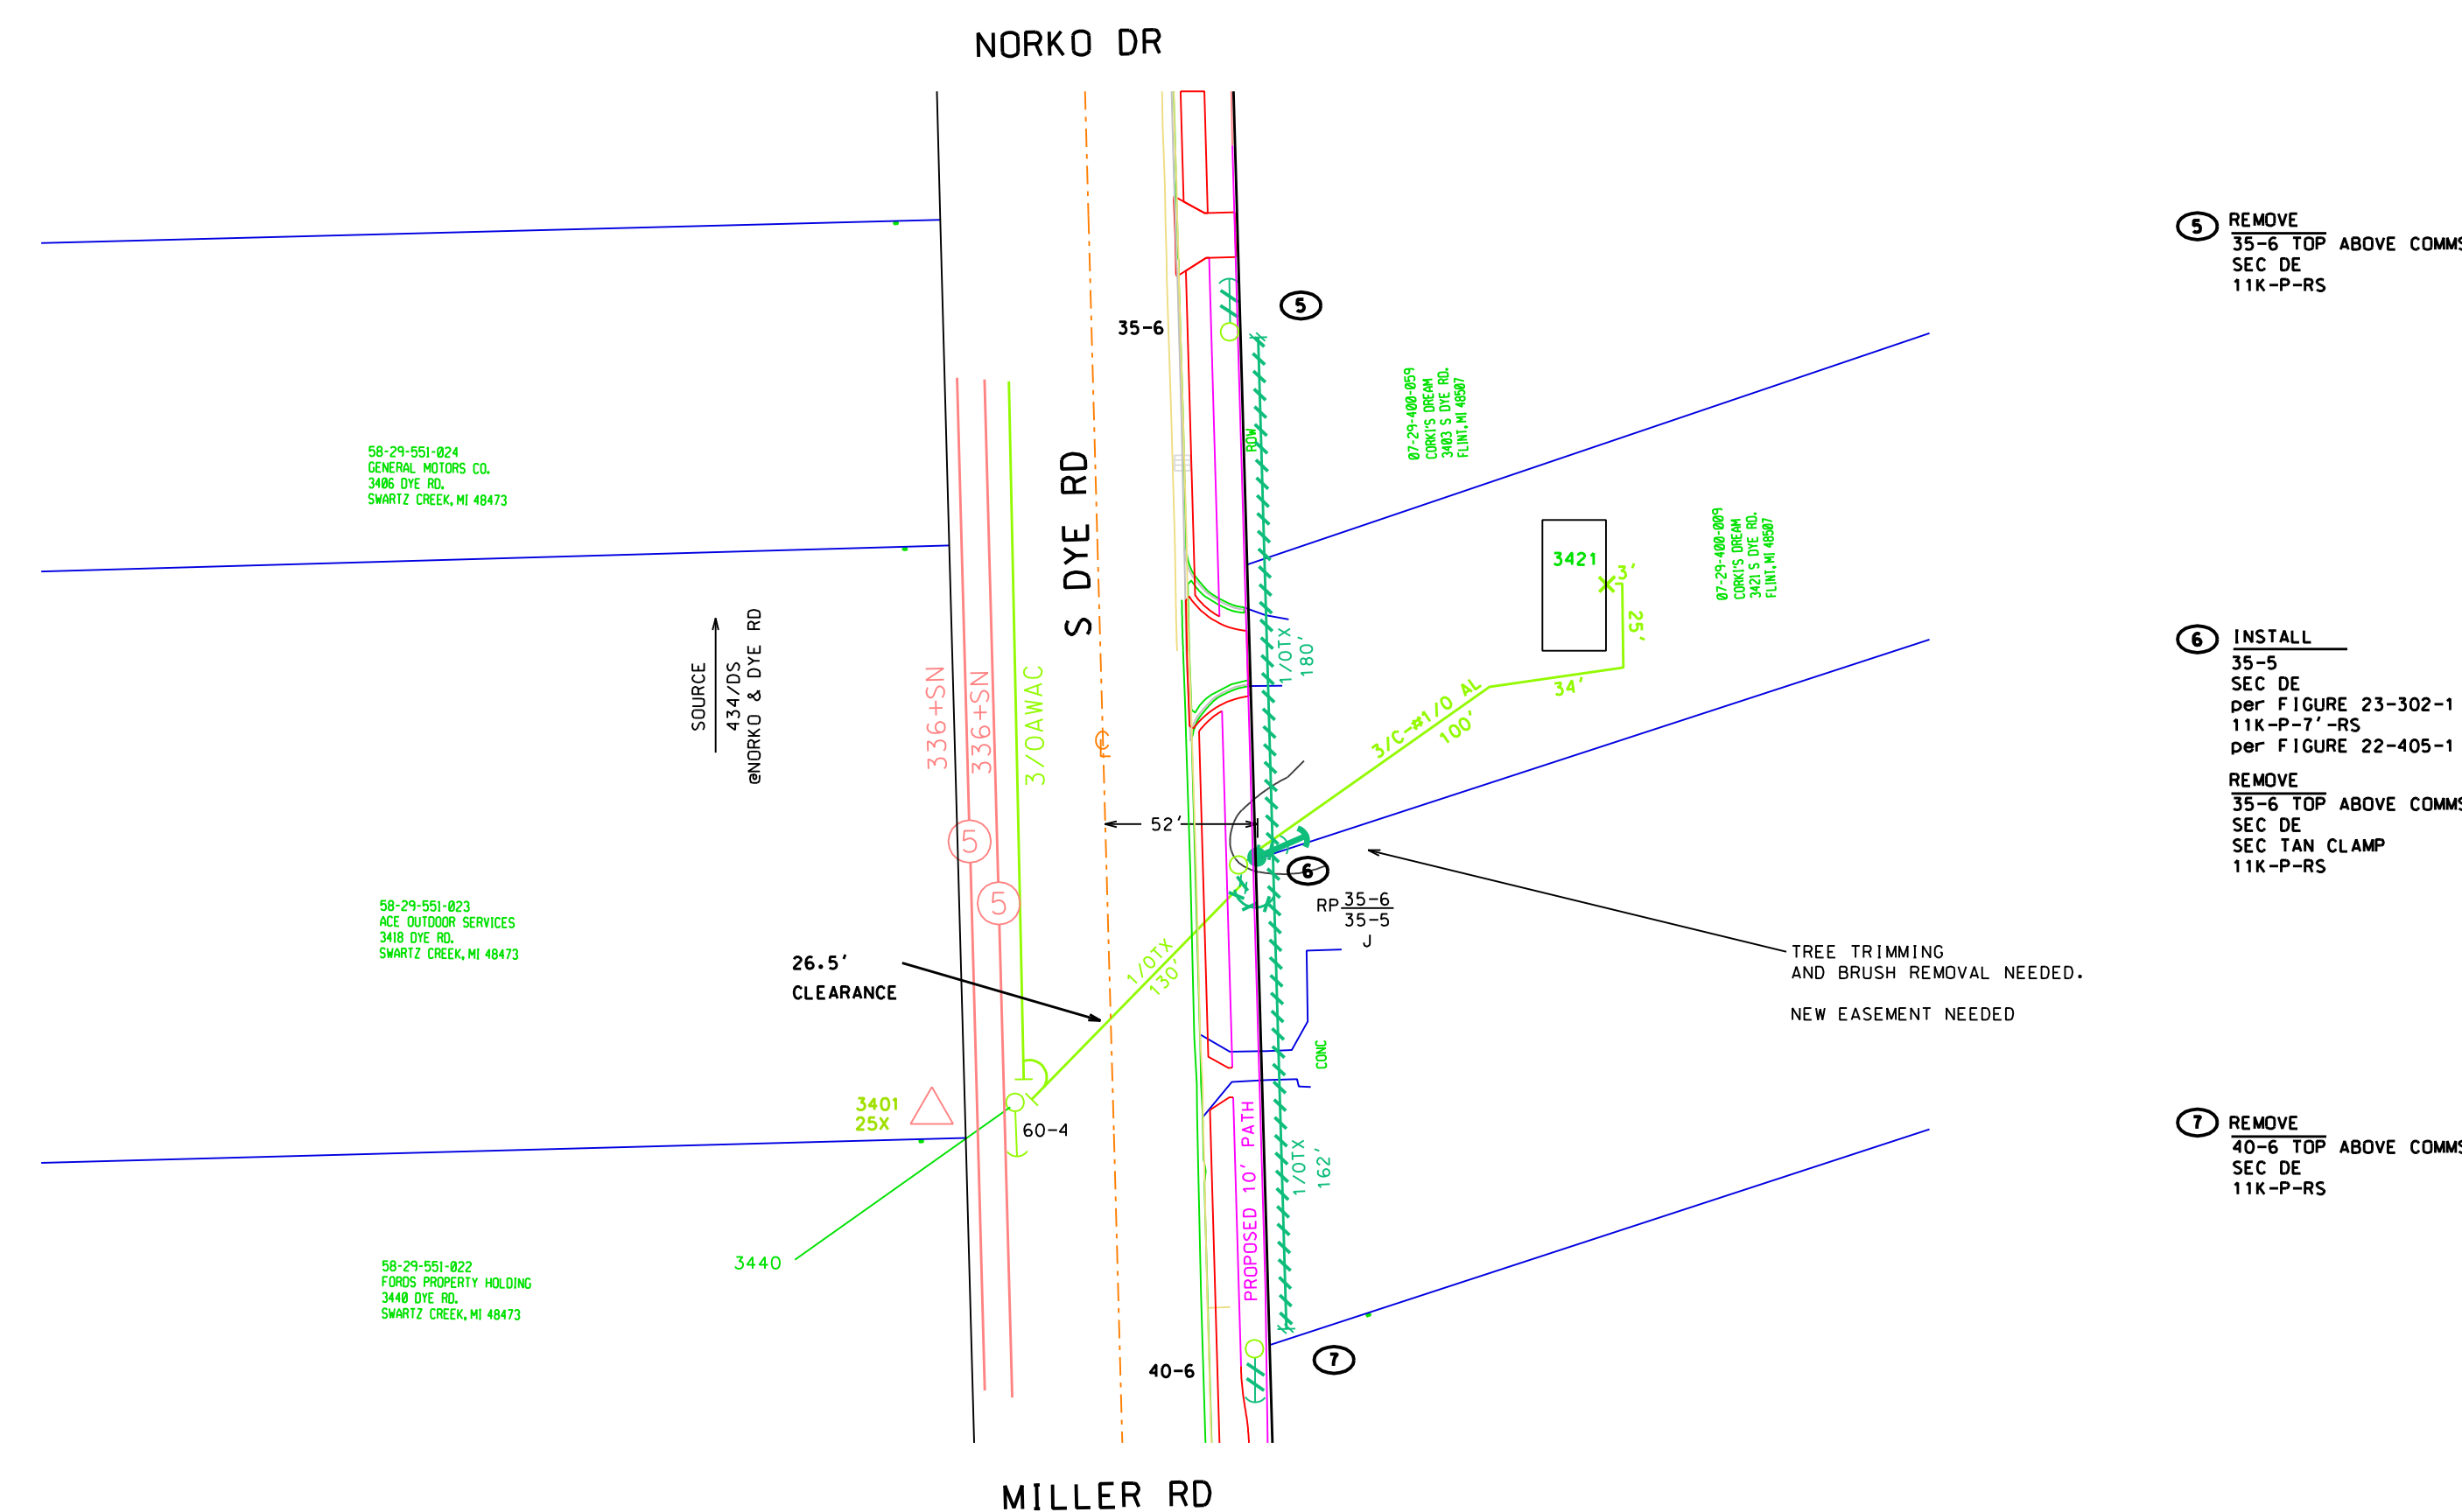 NORKO DR
5
REMOVE
35-6 TOP ABOVE COMMS
SEC DE
11K-P-RS
5
35-6
07-29-400-059
CORKI'S DREAM
3403 S DYE RD.
FLINT, MI 48507
ROW
58-29-551-024
GENERAL MOTORS CO.
3406 DYE RD.
SWARTZ CREEK, MI 48473
S DYE RD
3421
3'
25'
34'
07-29-400-009
CORKI'S DREAM
3421 S DYE RD.
FLINT, MI 48507
SOURCE
434/DS
@NORKO & DYE RD
336+SN
336+SN
3/OAWAC
1/OTX
180'
3/C-#1/0 AL
100'
6
INSTALL
35-5
SEC DE
per FIGURE 23-302-1
11K-P-7'-RS
per FIGURE 22-405-1
REMOVE
35-6 TOP ABOVE COMMS
SEC DE
SEC TAN CLAMP
11K-P-RS
CL
52'
5
5
6
RP 35-6
35-5
J
58-29-551-023
ACE OUTDOOR SERVICES
3418 DYE RD.
SWARTZ CREEK, MI 48473
26.5'
CLEARANCE
1/OTX
130'
TREE TRIMMING
AND BRUSH REMOVAL NEEDED.
NEW EASEMENT NEEDED
CONC
3401
25X
60-4
PROPOSED 10' PATH
1/OTX
162'
7
REMOVE
40-6 TOP ABOVE COMMS
SEC DE
11K-P-RS
3440
58-29-551-022
FORDS PROPERTY HOLDING
3440 DYE RD.
SWARTZ CREEK, MI 48473
40-6
7
MILLER RD